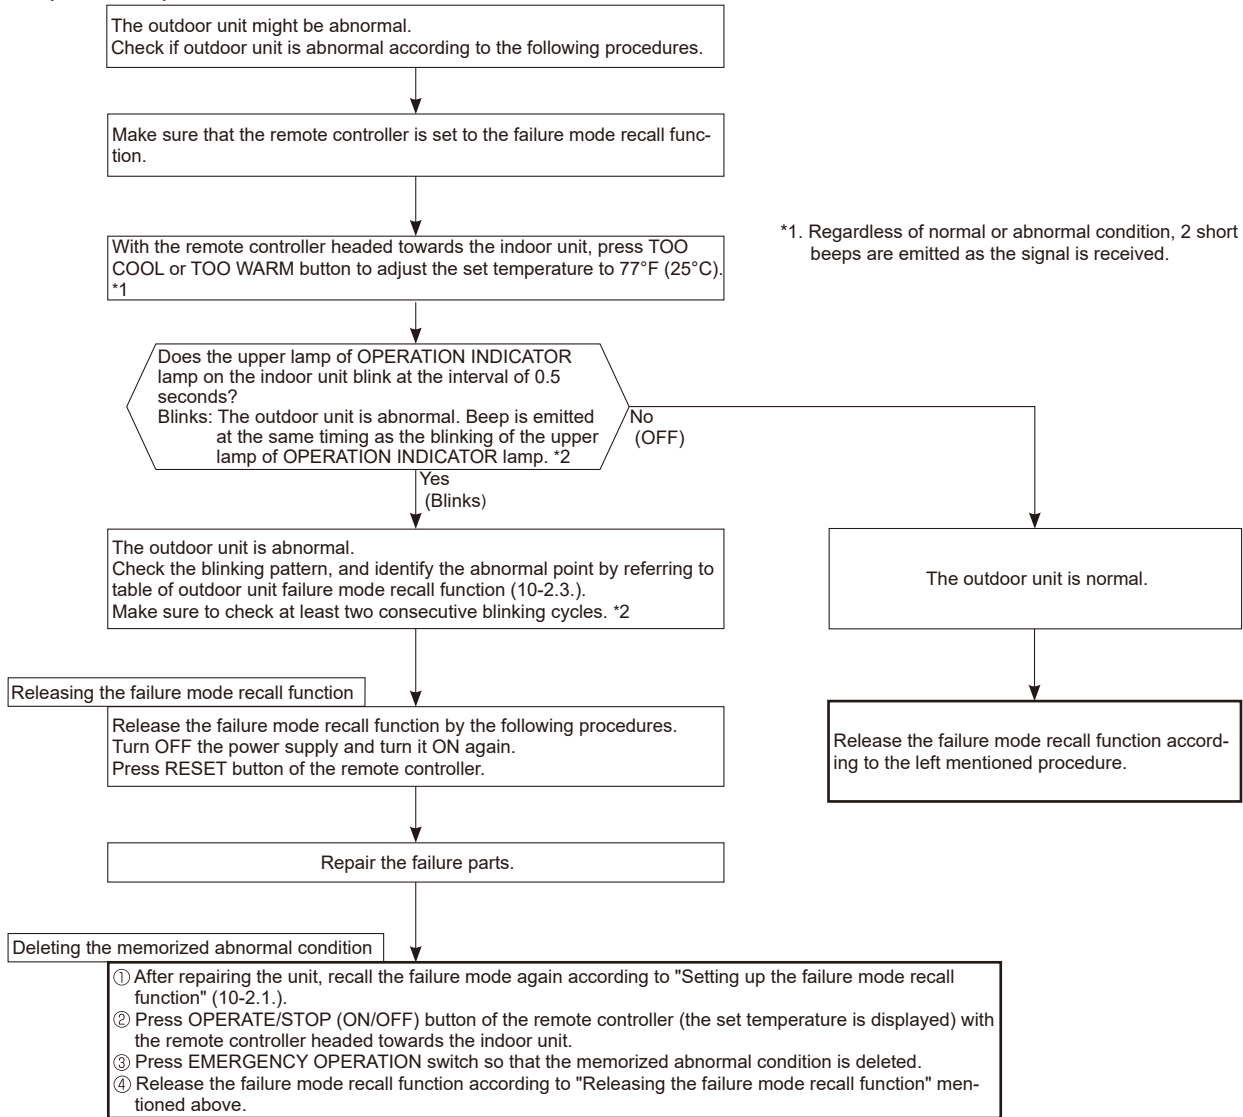 The outdoor unit might be abnormal.
Check if outdoor unit is abnormal according to the following procedures.
Make sure that the remote controller is set to the failure mode recall func-
tion.
With the remote controller headed towards the indoor unit, press TOO
COOL or TOO WARM button to adjust the set temperature to 77°F (25°C).
*1
*1. Regardless of normal or abnormal condition, 2 short
beeps are emitted as the signal is received.
Does the upper lamp of OPERATION INDICATOR
lamp on the indoor unit blink at the interval of 0.5
seconds?
Blinks: The outdoor unit is abnormal. Beep is emitted
at the same timing as the blinking of the upper
lamp of OPERATION INDICATOR lamp. *2
No
(OFF)
Yes
(Blinks)
The outdoor unit is abnormal.
Check the blinking pattern, and identify the abnormal point by referring to
table of outdoor unit failure mode recall function (10-2.3.).
Make sure to check at least two consecutive blinking cycles. *2
The outdoor unit is normal.
Releasing the failure mode recall function
Release the failure mode recall function by the following procedures.
Turn OFF the power supply and turn it ON again.
Press RESET button of the remote controller.
Release the failure mode recall function accord-
ing to the left mentioned procedure.
Repair the failure parts.
Deleting the memorized abnormal condition
① After repairing the unit, recall the failure mode again according to "Setting up the failure mode recall
function" (10-2.1.).
② Press OPERATE/STOP (ON/OFF) button of the remote controller (the set temperature is displayed) with
the remote controller headed towards the indoor unit.
③ Press EMERGENCY OPERATION switch so that the memorized abnormal condition is deleted.
④ Release the failure mode recall function according to "Releasing the failure mode recall function" men-
tioned above.